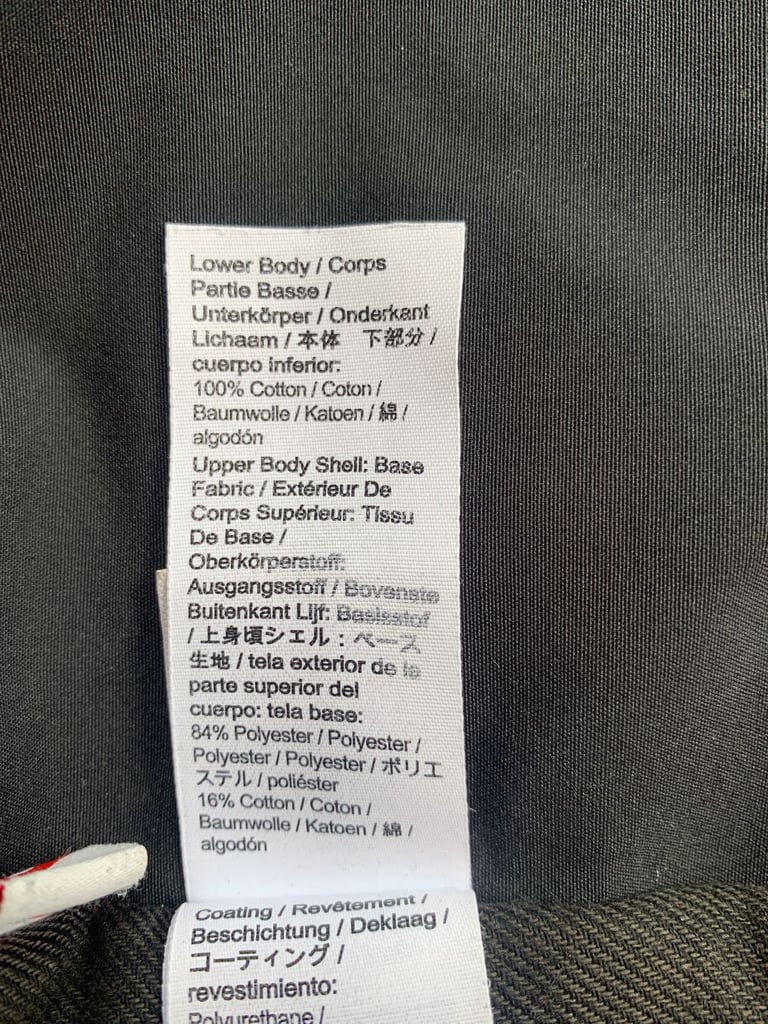 Lower Body / Corps
Partie Basse /
Unterkörper / Onderkant
Lichaam / 本体　下部分 /
cuerpo inferior:
100% Cotton / Coton /
Baumwolle / Katoen / 綿 /
algodón
Upper Body Shell: Base
Fabric / Extérieur De
Corps Supérieur: Tissu
De Base /
Oberkörperstoff:
Ausgangsstoff / Bovenste
Buitenkant Lijf: Basisstof
/ 上身頃シェル：ベース
生地 / tela exterior de la
parte superior del
cuerpo: tela base:
84% Polyester / Polyester /
Polyester / Polyester / ポリエ
ステル / poliéster
16% Cotton / Coton /
Baumwolle / Katoen / 綿 /
algodón
Coating / Revêtement /
Beschichtung / Deklaag /
コーティング /
revestimiento:
Polyurethane /